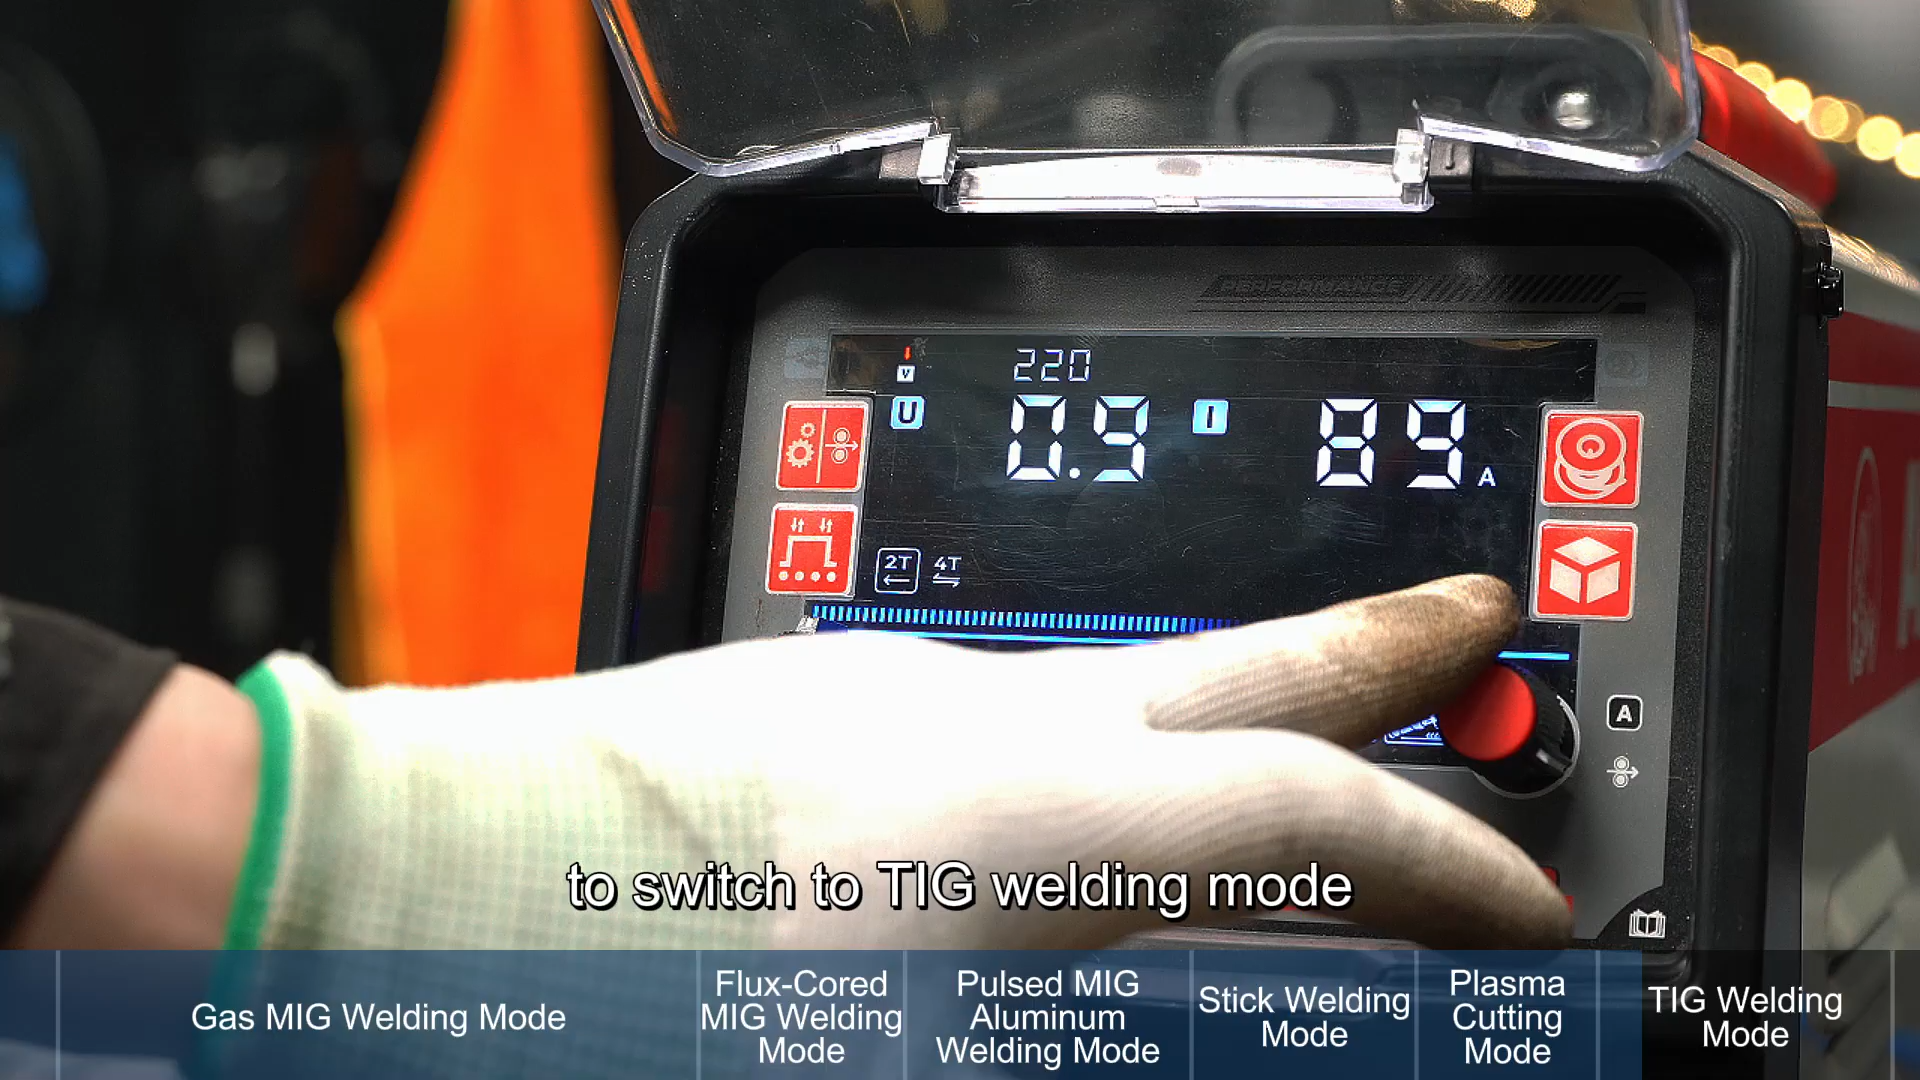 PERFORMANCE
V
220
U
0.9
I
89
A
2T
4T
A
to switch to TIG welding mode
Gas MIG Welding Mode
Flux-Cored
MIG Welding
Mode
Pulsed MIG
Aluminum
Welding Mode
Stick Welding
Mode
Plasma
Cutting
Mode
TIG Welding
Mode